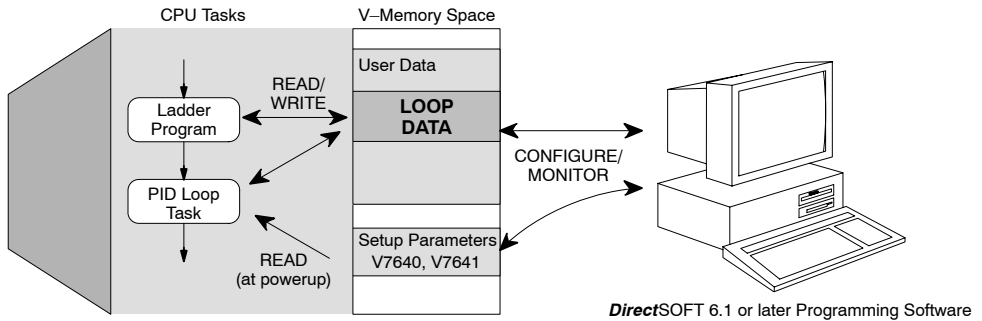 CPU Tasks
V–Memory Space
User Data
READ/
WRITE
LOOP
DATA
Ladder
Program
CONFIGURE/
MONITOR
PID Loop
Task
Setup Parameters
V7640, V7641
READ
(at powerup)
DirectSOFT 6.1 or later Programming Software